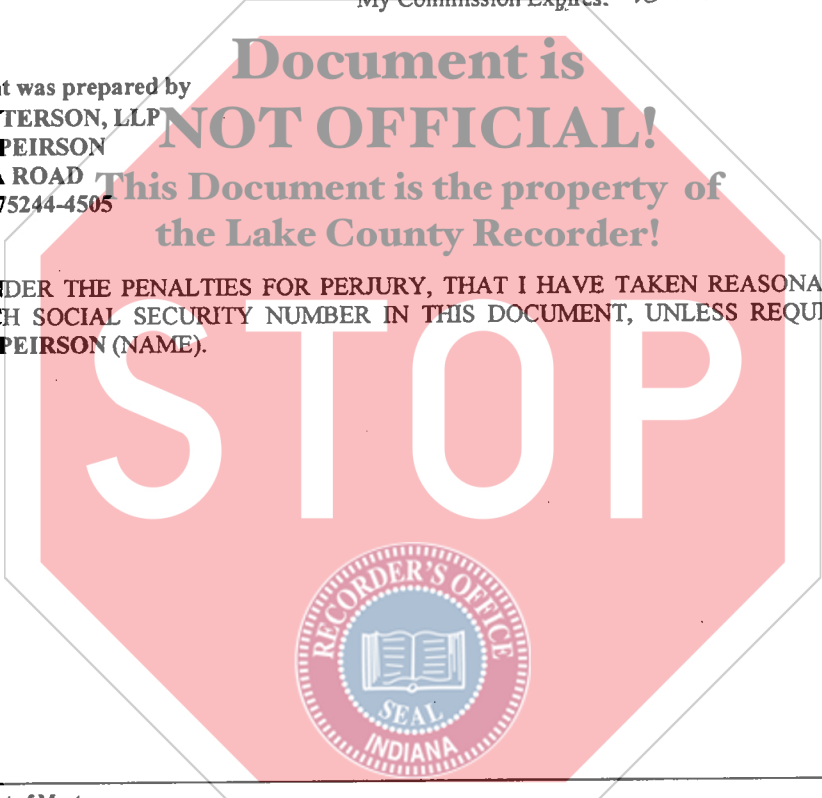 My Commission Expires:
Document is
nt was prepared by
TERSON, LLP
NOT OFFICIAL!
PEIRSON
A ROAD
This Document is the property of
75244-4505
the Lake County Recorder!
DER THE PENALTIES FOR PERJURY, THAT I HAVE TAKEN REASONA
H SOCIAL SECURITY NUMBER IN THIS DOCUMENT, UNLESS REQUI
PEIRSON (NAME).
STOP
RECORDER'S OFFICE
SEAL
INDIANA